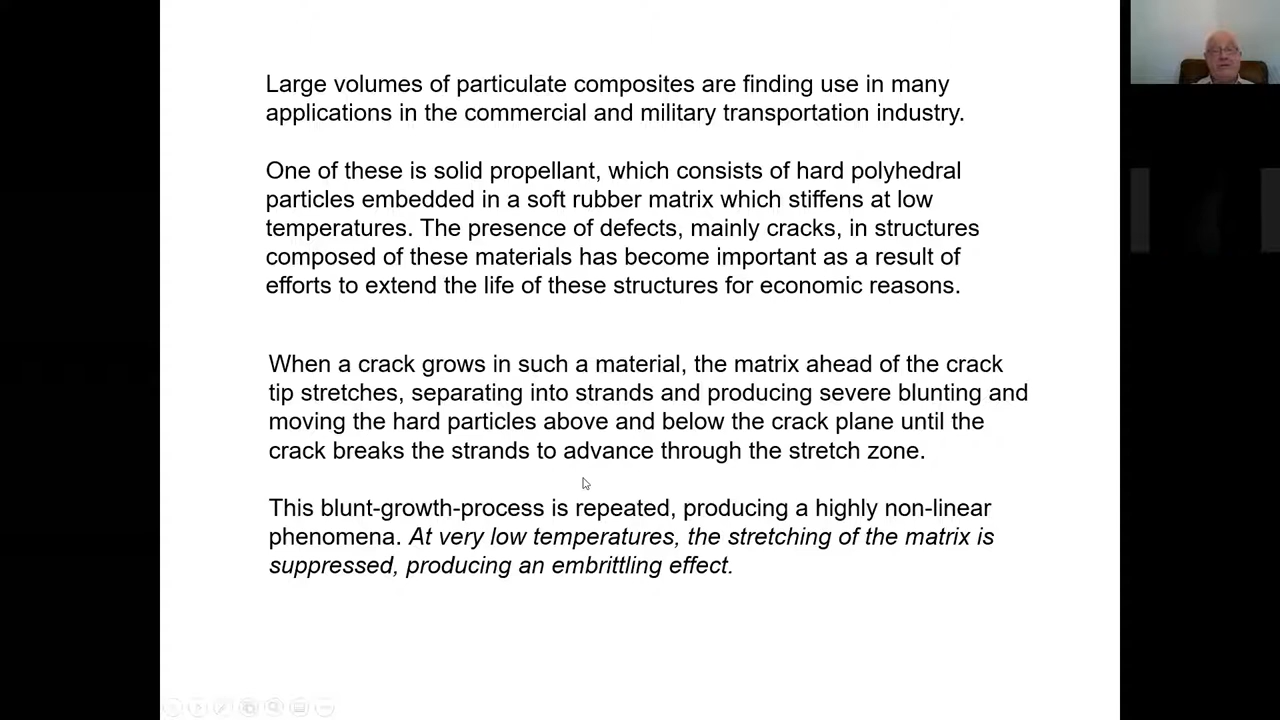 Large volumes of particulate composites are finding use in many
applications in the commercial and military transportation industry.
One of these is solid propellant, which consists of hard polyhedral
particles embedded in a soft rubber matrix which stiffens at low
temperatures. The presence of defects, mainly cracks, in structures
composed of these materials has become important as a result of
efforts to extend the life of these structures for economic reasons.
When a crack grows in such a material, the matrix ahead of the crack
tip stretches, separating into strands and producing severe blunting and
moving the hard particles above and below the crack plane until the
crack breaks the strands to advance through the stretch zone.
This blunt-growth-process is repeated, producing a highly non-linear
phenomena. At very low temperatures, the stretching of the matrix is
suppressed, producing an embrittling effect.